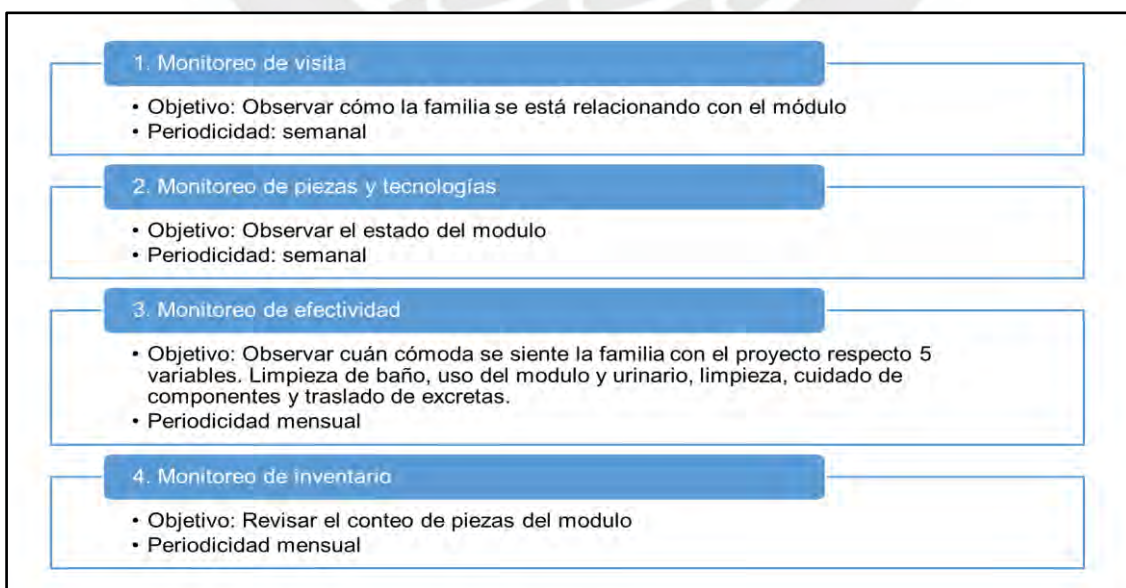 1. Monitoreo de visita
• Objetivo: Observar cómo la familia se está relacionando con el módulo
• Periodicidad: semanal
2. Monitoreo de piezas y tecnologías
• Objetivo: Observar el estado del modulo
• Periodicidad: semanal
3. Monitoreo de efectividad
• Objetivo: Observar cuán cómoda se siente la familia con el proyecto respecto 5
variables. Limpieza de baño, uso del modulo y urinario, limpieza, cuidado de
componentes y traslado de excretas.
• Periodicidad mensual
4. Monitoreo de inventario
• Objetivo: Revisar el conteo de piezas del modulo
• Periodicidad mensual